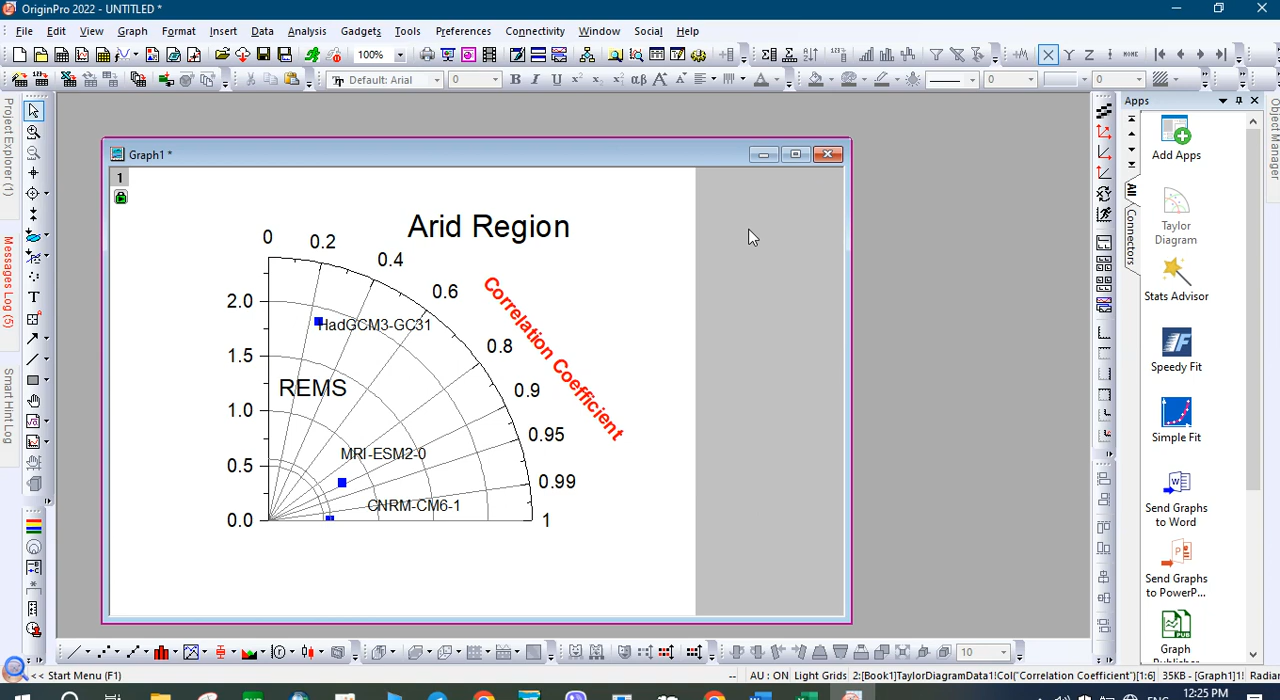 OriginPro 2022 - UNTITLED *
File Edit View Graph Format Insert Data Analysis Gadgets Tools Preferences Connectivity Window Social Help
100%
Default: Arial 0 B I U αβ A A 0 0
Project Explorer (1)
Messages Log (5)
Smart Hint Log
Graph1 *
1
Arid Region
0
0.2
0.4
0.6
0.8
0.9
0.95
0.99
1
2.0
1.5
1.0
0.5
0.0
Correlation Coefficient
HadGCM3-GC31
REMS
MRI-ESM2-0
CNRM-CM6-1
Apps
All
Connectors
Add Apps
Taylor
Diagram
Stats Advisor
Speedy Fit
Simple Fit
Send Graphs
to Word
Send Graphs
to PowerP...
Graph
Object Manager
10
<< Start Menu (F1)
-- AU : ON Light Grids 2:[Book1]TaylorDiagramData1!Col("Correlation Coefficient")[1:6] 35KB - [Graph1]1! Radian
ENG 12:25 PM